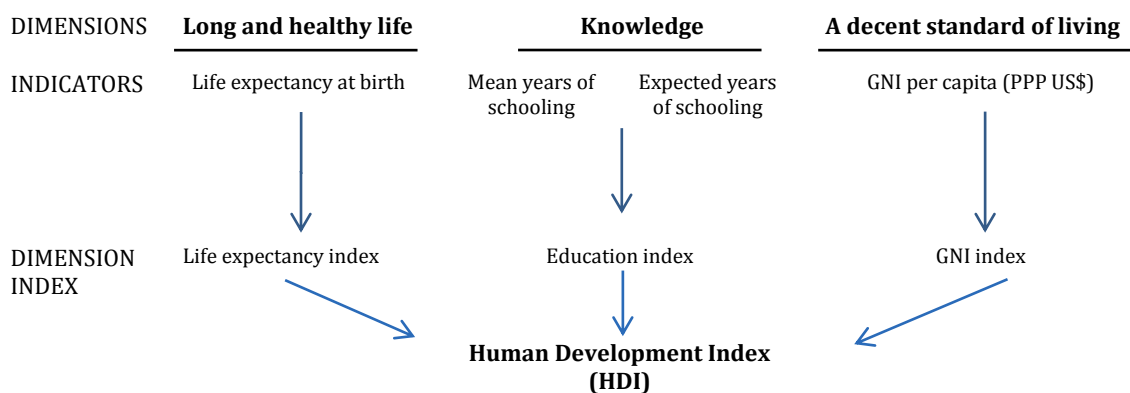 DIMENSIONS Long and healthy life Knowledge A decent standard of living
INDICATORS Life expectancy at birth Mean years of schooling Expected years of schooling GNI per capita (PPP US$)
DIMENSION INDEX Life expectancy index Education index GNI index
Human Development Index
(HDI)